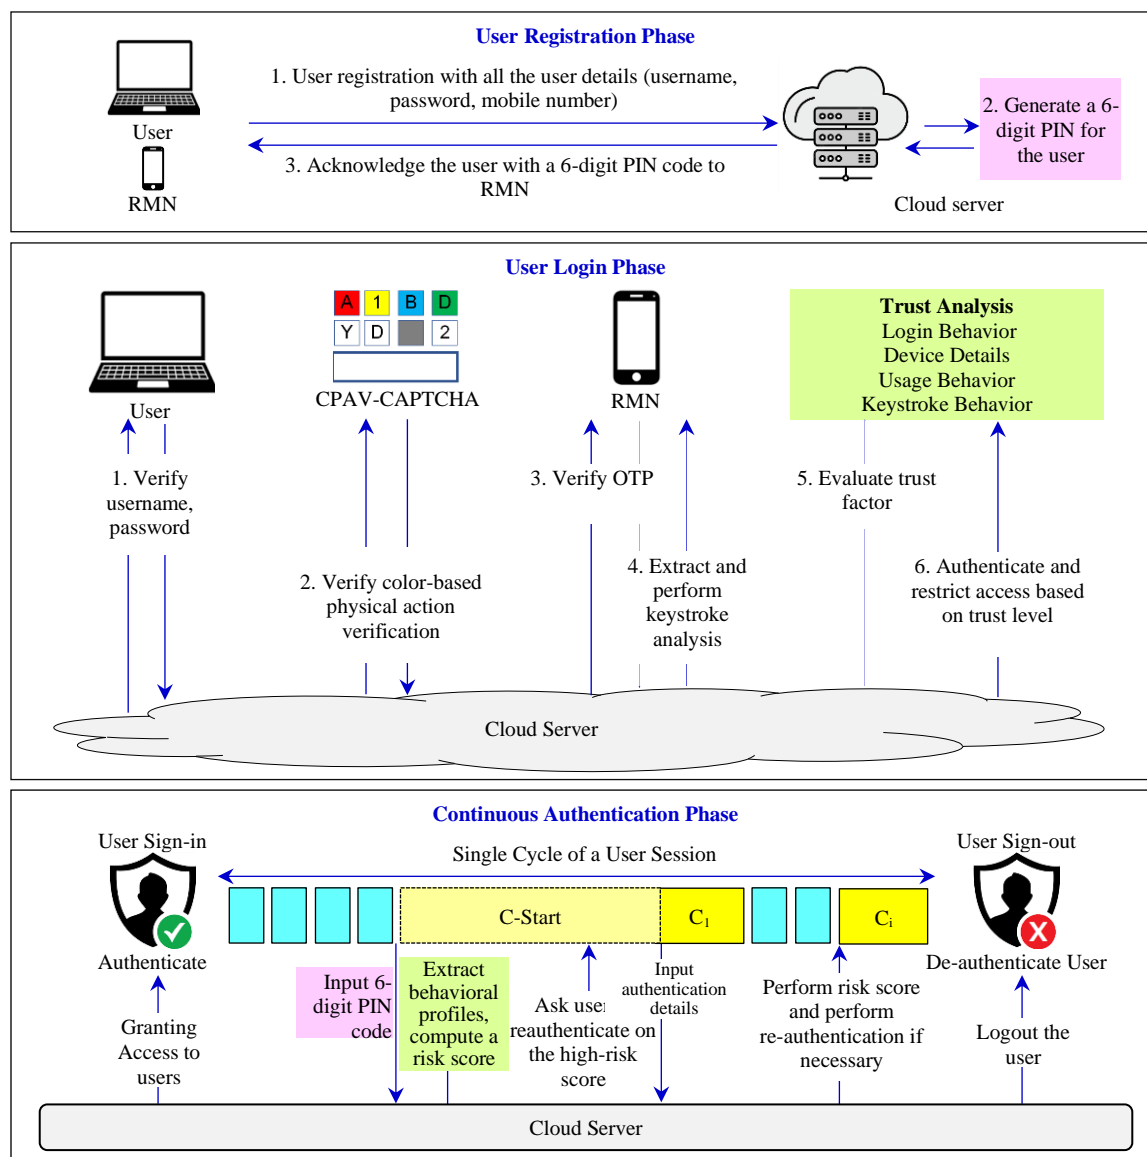 User Registration Phase
1. User registration with all the user details (username,
password, mobile number)
User
RMN
3. Acknowledge the user with a 6-digit PIN code to
RMN
2. Generate a 6-
digit PIN for
the user
Cloud server
User Login Phase
A 1 B D
Y D 2
CPAV-CAPTCHA
User
RMN
Trust Analysis
Login Behavior
Device Details
Usage Behavior
Keystroke Behavior
1. Verify
username,
password
2. Verify color-based
physical action
verification
3. Verify OTP
4. Extract and
perform
keystroke
analysis
5. Evaluate trust
factor
6. Authenticate and
restrict access based
on trust level
Cloud Server
Continuous Authentication Phase
User Sign-in
Single Cycle of a User Session
User Sign-out
C-Start
C1
Ci
X
Authenticate
De-authenticate User
Granting
Access to
users
Input 6-
digit PIN
code
Extract
behavioral
profiles,
compute a
risk score
Ask use
reauthenticate on
the high-risk
score
Input
authentication
details
Perform risk score
and perform
re-authentication if
necessary
Logout the
user
Cloud Server